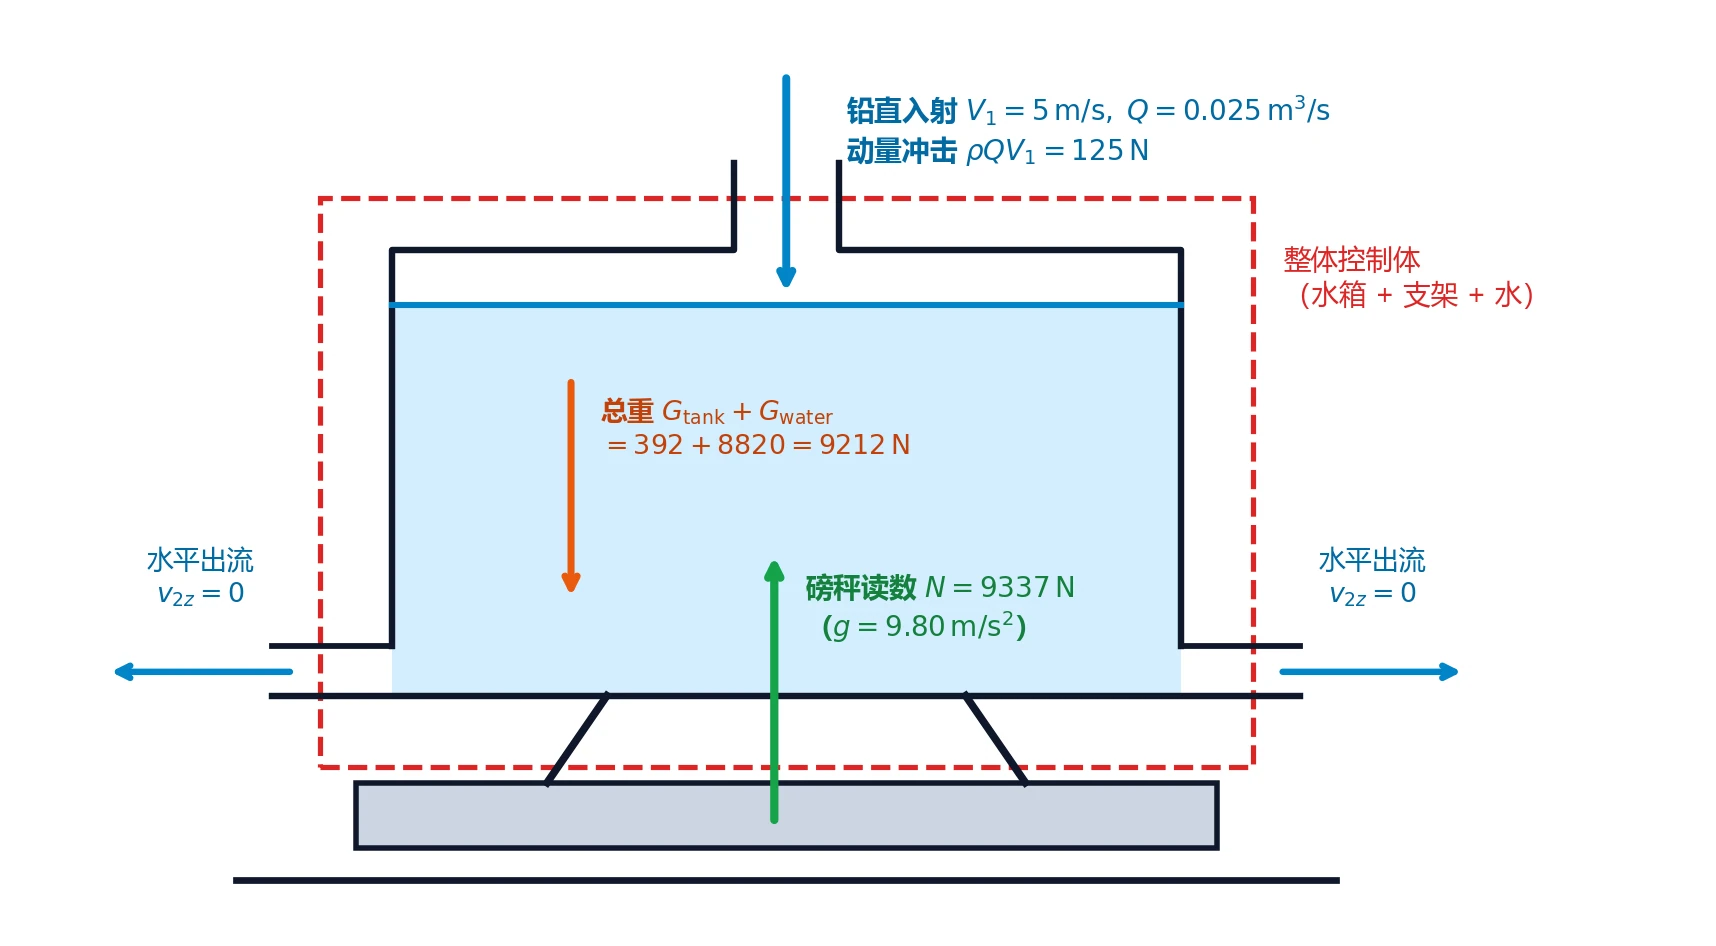 铅直入射 V₁ = 5 m/s, Q = 0.025 m³/s
动量冲击 ρQV₁ = 125 N
整体控制体
（水箱 + 支架 + 水）
总重 G_tank + G_water
= 392 + 8820 = 9212 N
水平出流
v₂z = 0
水平出流
v₂z = 0
磅秤读数 N = 9337 N
(g = 9.80 m/s²)